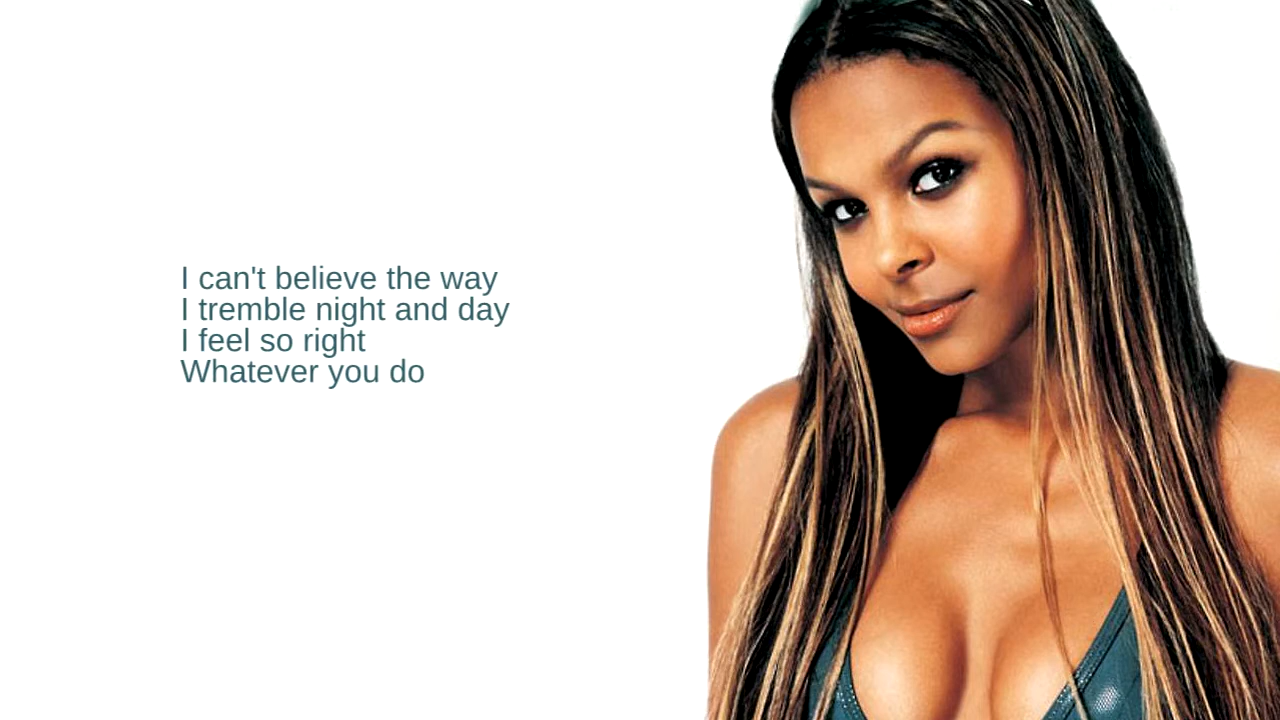 I can't believe the way
I tremble night and day
I feel so right
Whatever you do